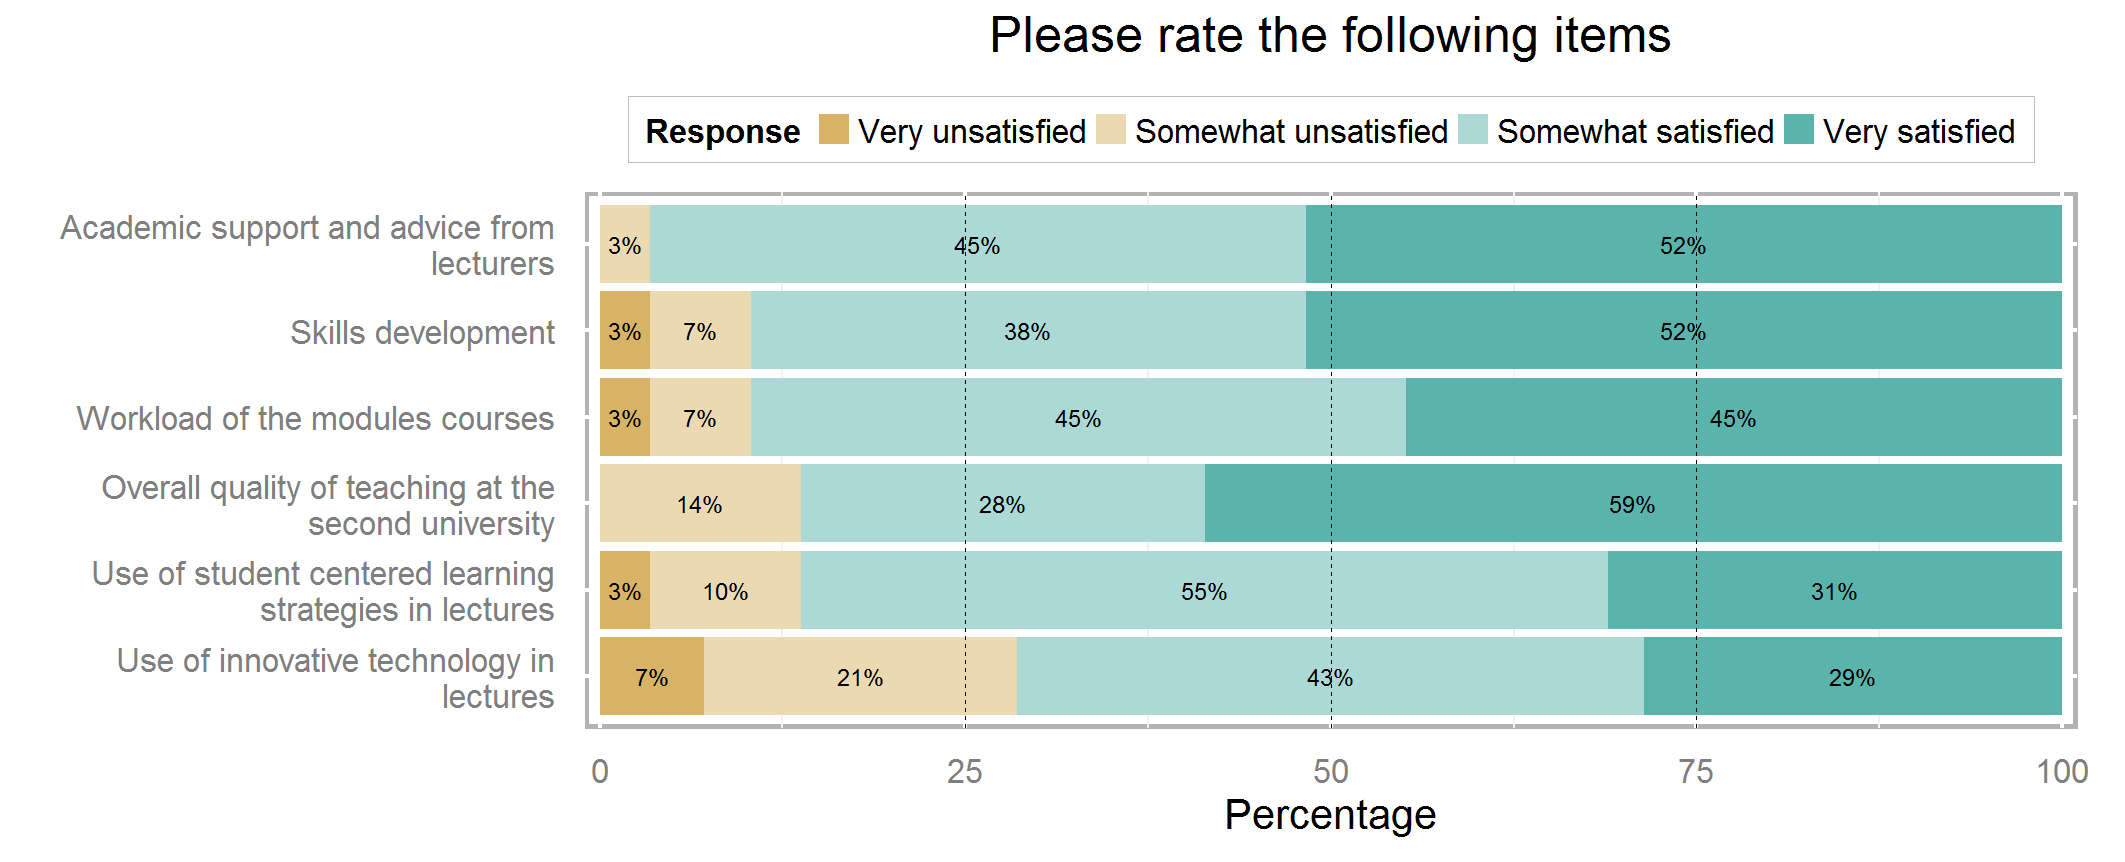 Please rate the following items
Response Very unsatisfied Somewhat unsatisfied Somewhat satisfied Very satisfied
Academic support and advice from
lecturers
3% 45% 52%
Skills development
3% 7% 38% 52%
Workload of the modules courses
3% 7% 45% 45%
Overall quality of teaching at the
second university
14% 28% 59%
Use of student centered learning
strategies in lectures
3% 10% 55% 31%
Use of innovative technology in
lectures
7% 21% 43% 29%
0 25 50 75 100
Percentage